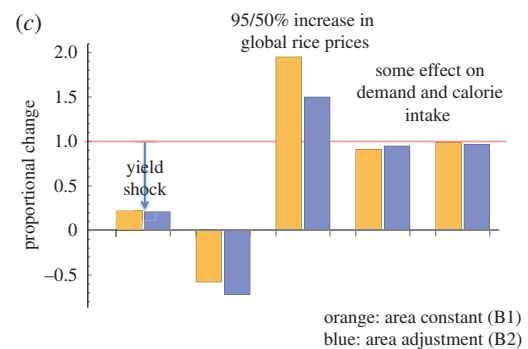 (c)
95/50% increase in
global rice prices
some effect on
demand and calorie
intake
2.0
1.5
1.0
0.5
0
–0.5
proportional change
yield
shock
orange: area constant (B1)
blue: area adjustment (B2)